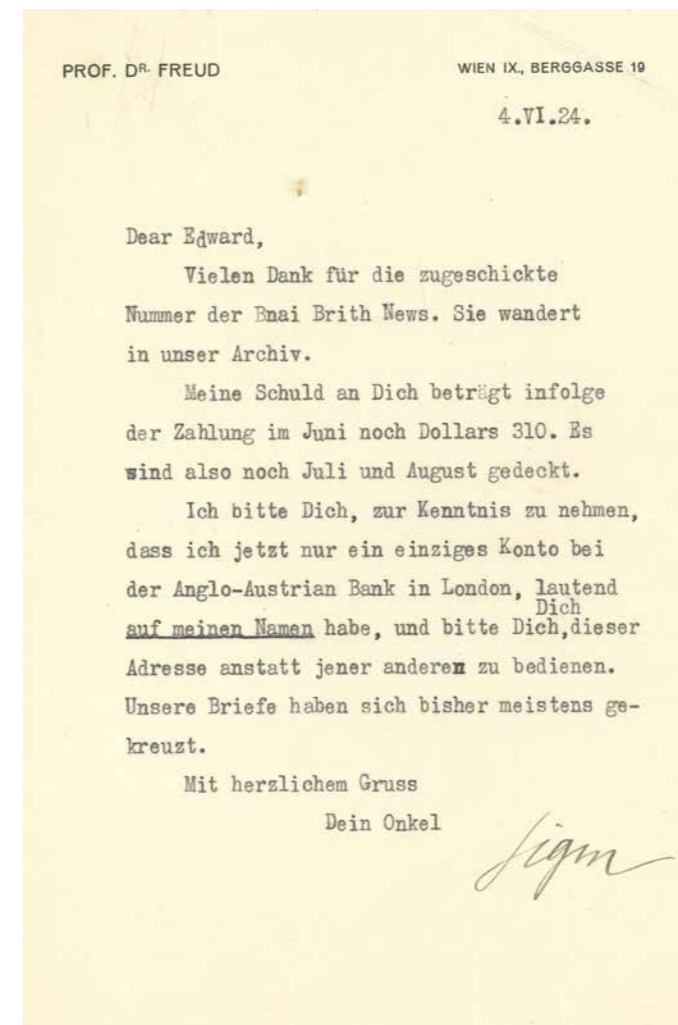 PROF. DR. FREUD
WIEN IX., BERGGASSE 19
4.VI.24.
Dear Edward,
Vielen Dank für die zugeschickte
Nummer der Bnai Brith News. Sie wandert
in unser Archiv.
Meine Schuld an Dich beträgt infolge
der Zahlung im Juni noch Dollars 310. Es
sind also noch Juli und August gedeckt.
Ich bitte Dich, zur Kenntnis zu nehmen,
dass ich jetzt nur ein einziges Konto bei
der Anglo-Austrian Bank in London, lautend
Dich
auf meinen Namen habe, und bitte Dich,dieser
Adresse anstatt jener anderen zu bedienen.
Unsere Briefe haben sich bisher meistens ge-
kreuzt.
Mit herzlichem Gruss
Dein Onkel
Sigm